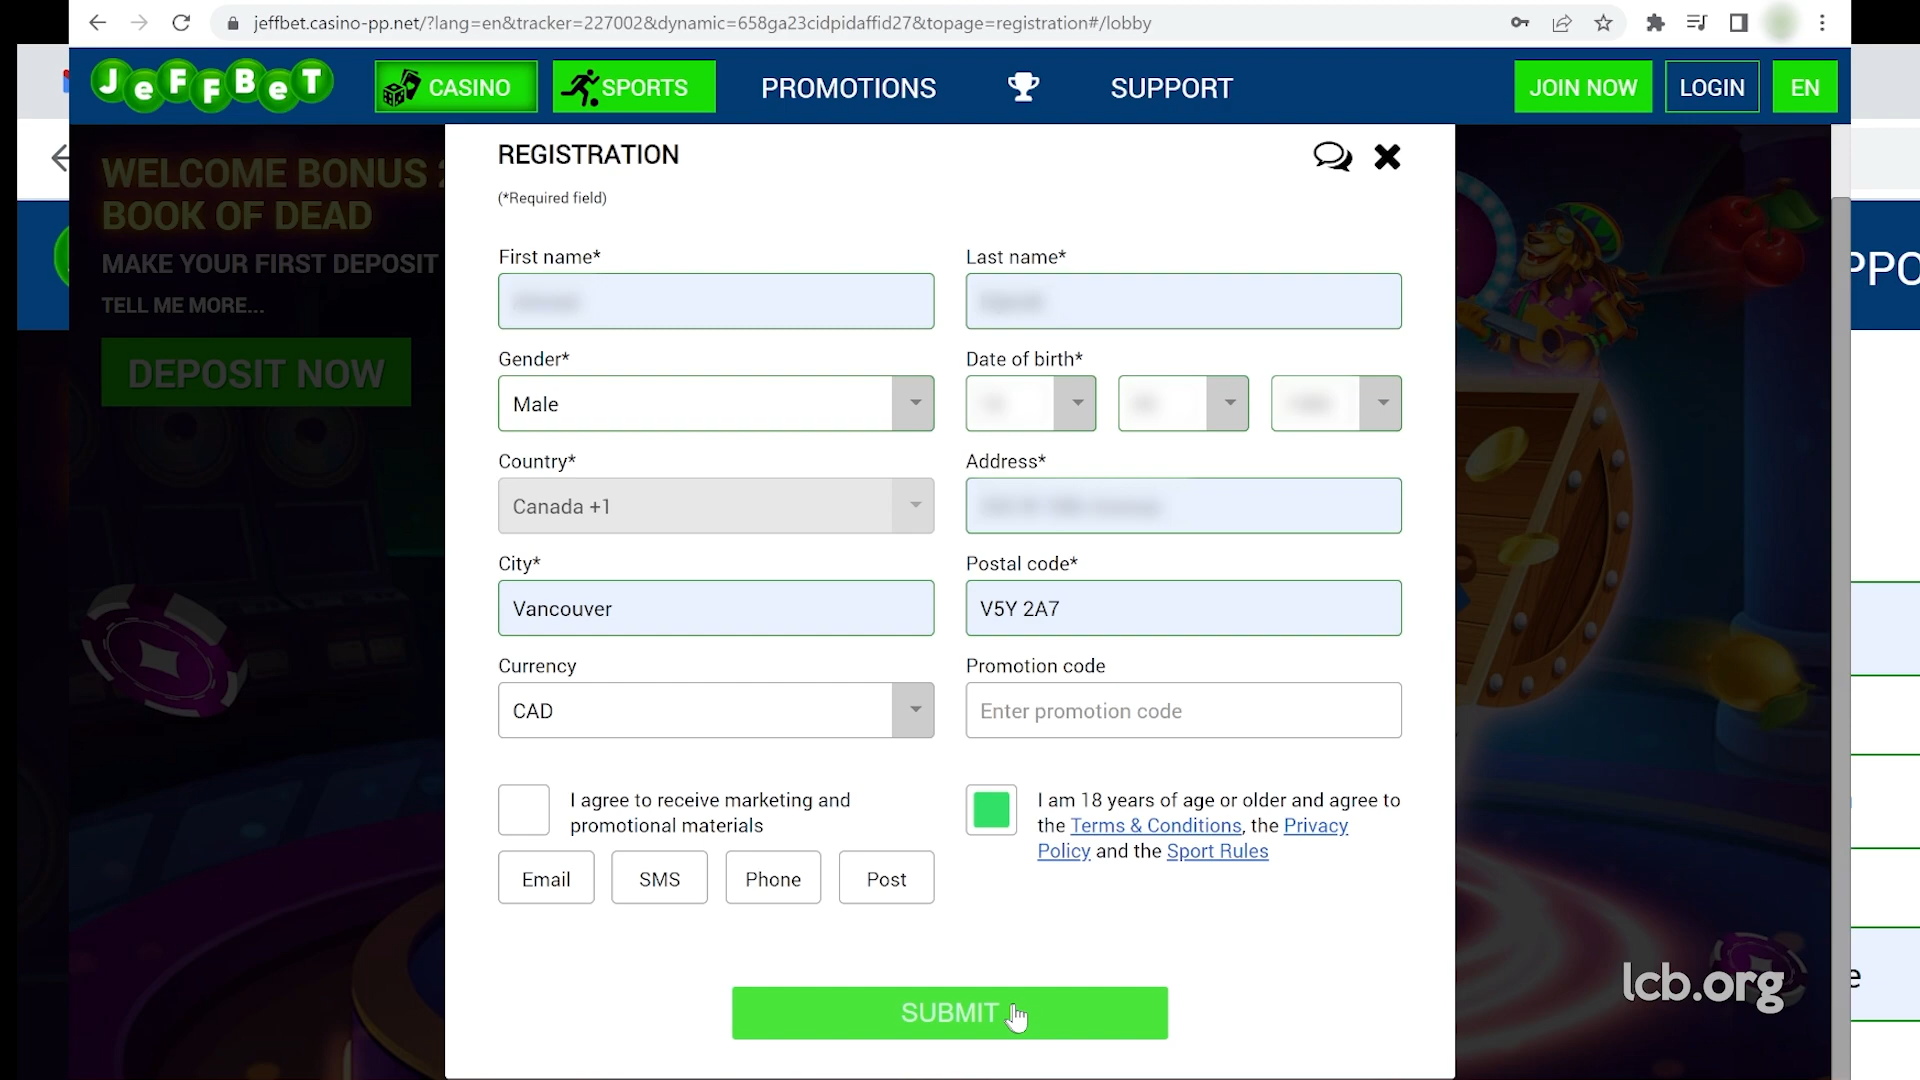 jeffbet.casino-pp.net/?lang=en&tracker=227002&dynamic=658ga23cidpidaffid27&topage=registration#/lobby
JeFFBeT
CASINO
SPORTS
PROMOTIONS
SUPPORT
JOIN NOW
LOGIN
EN
WELCOME BONUS
BOOK OF DEAD
MAKE YOUR FIRST DEPOSIT
TELL ME MORE...
DEPOSIT NOW
REGISTRATION
(*Required field)
First name*
Last name*
Gender*
Date of birth*
Male
Country*
Address*
Canada +1
City*
Postal code*
Vancouver
V5Y 2A7
Currency
Promotion code
CAD
Enter promotion code
I agree to receive marketing and
promotional materials
I am 18 years of age or older and agree to
the Terms & Conditions, the Privacy
Policy and the Sport Rules
Email
SMS
Phone
Post
SUBMIT
lcb.org
PPO
e